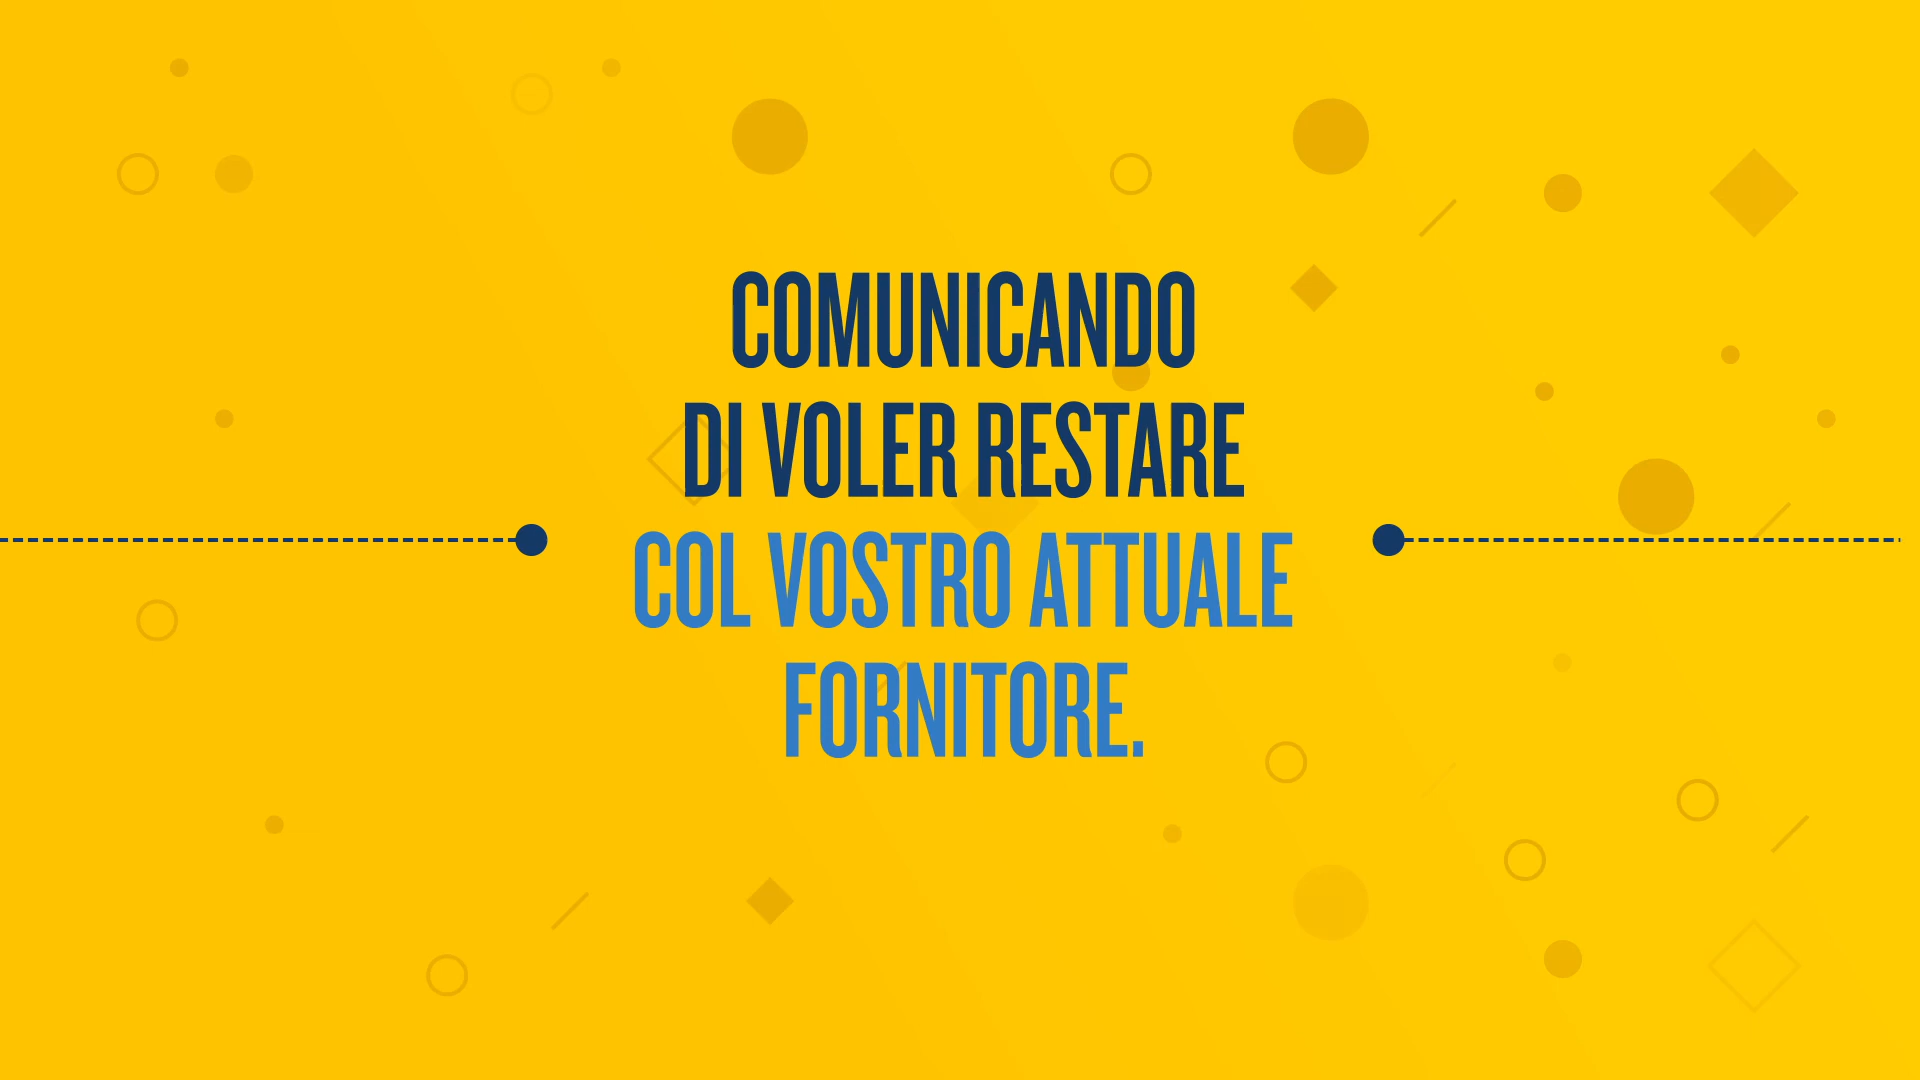 COMUNICANDO
DI VOLER RESTARE
COL VOSTRO ATTUALE
FORNITORE.